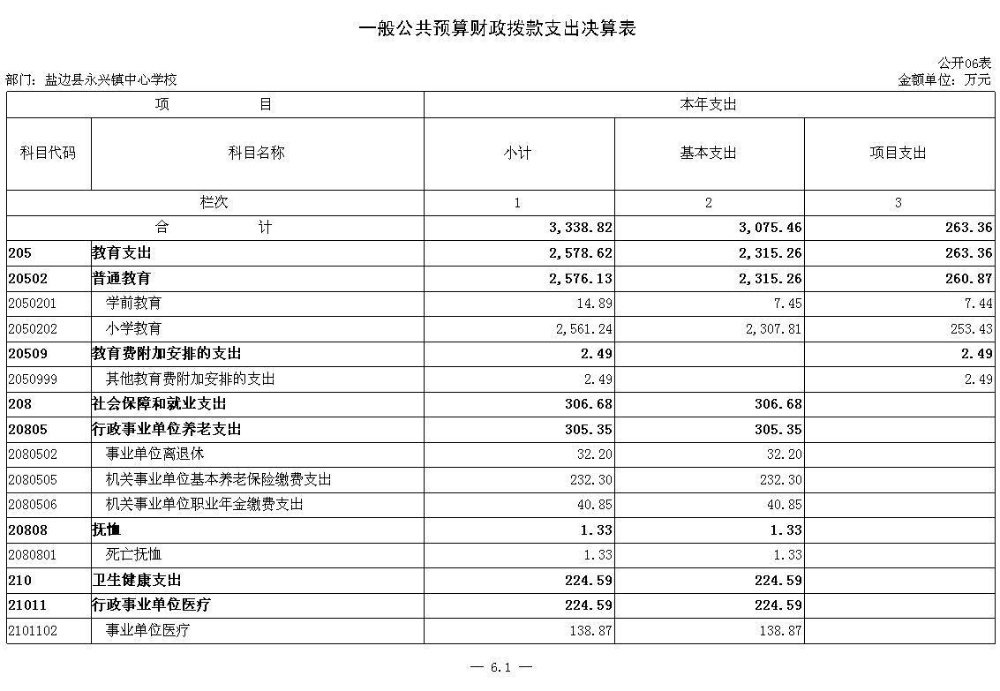 一般公共预算财政拨款支出决算表
公开06表
部门：盐边县永兴镇中心学校 金额单位：万元
项 目 本年支出
科目代码 科目名称 小计 基本支出 项目支出
栏次 1 2 3
合 计 3,338.82 3,075.46 263.36
205 教育支出 2,578.62 2,315.26 263.36
20502 普通教育 2,576.13 2,315.26 260.87
2050201 学前教育 14.89 7.45 7.44
2050202 小学教育 2,561.24 2,307.81 253.43
20509 教育费附加安排的支出 2.49 2.49
2050999 其他教育费附加安排的支出 2.49 2.49
208 社会保障和就业支出 306.68 306.68
20805 行政事业单位养老支出 305.35 305.35
2080502 事业单位离退休 32.20 32.20
2080505 机关事业单位基本养老保险缴费支出 232.30 232.30
2080506 机关事业单位职业年金缴费支出 40.85 40.85
20808 抚恤 1.33 1.33
2080801 死亡抚恤 1.33 1.33
210 卫生健康支出 224.59 224.59
21011 行政事业单位医疗 224.59 224.59
2101102 事业单位医疗 138.87 138.87
— 6.1 —